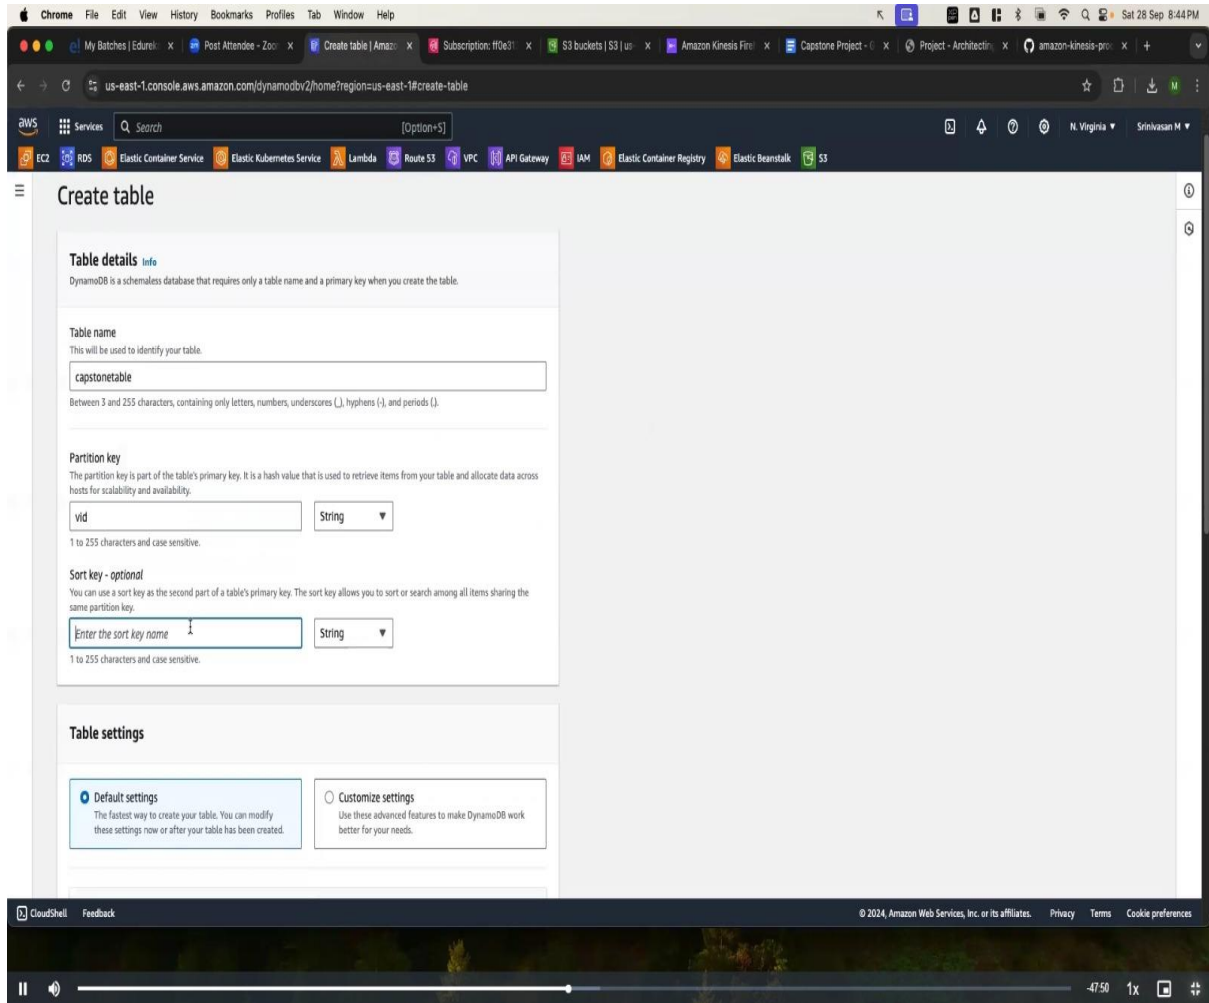 Chrome File Edit View History Bookmarks Profiles Tab Window Help Sat 28 Sep 8:44PM
My Batches | Edurek Post Attendee - Zoo Create table | Amazo Subscription: ff0e31 S3 buckets | S3 | us- Amazon Kinesis Fire Capstone Project - Project - Architectin amazon-kinesis-pro
us-east-1.console.aws.amazon.com/dynamodbv2/home?region=us-east-1#create-table M
aws Services Search [Option+S] N. Virginia Srinivasan M
EC2 RDS Elastic Container Service Elastic Kubernetes Service Lambda Route 53 VPC API Gateway IAM Elastic Container Registry Elastic Beanstalk S3
Create table
Table details Info
DynamoDB is a schemaless database that requires only a table name and a primary key when you create the table.
Table name
This will be used to identify your table.
capstonetable
Between 3 and 255 characters, containing only letters, numbers, underscores (_), hyphens (-), and periods (.).
Partition key
The partition key is part of the table's primary key. It is a hash value that is used to retrieve items from your table and allocate data across
hosts for scalability and availability.
vid String
1 to 255 characters and case sensitive.
Sort key - optional
You can use a sort key as the second part of a table's primary key. The sort key allows you to sort or search among all items sharing the
same partition key.
Enter the sort key name String
1 to 255 characters and case sensitive.
Table settings
Default settings Customize settings
The fastest way to create your table. You can modify Use these advanced features to make DynamoDB work
these settings now or after your table has been created. better for your needs.
CloudShell Feedback © 2024, Amazon Web Services, Inc. or its affiliates. Privacy Terms Cookie preferences
-47:50 1x